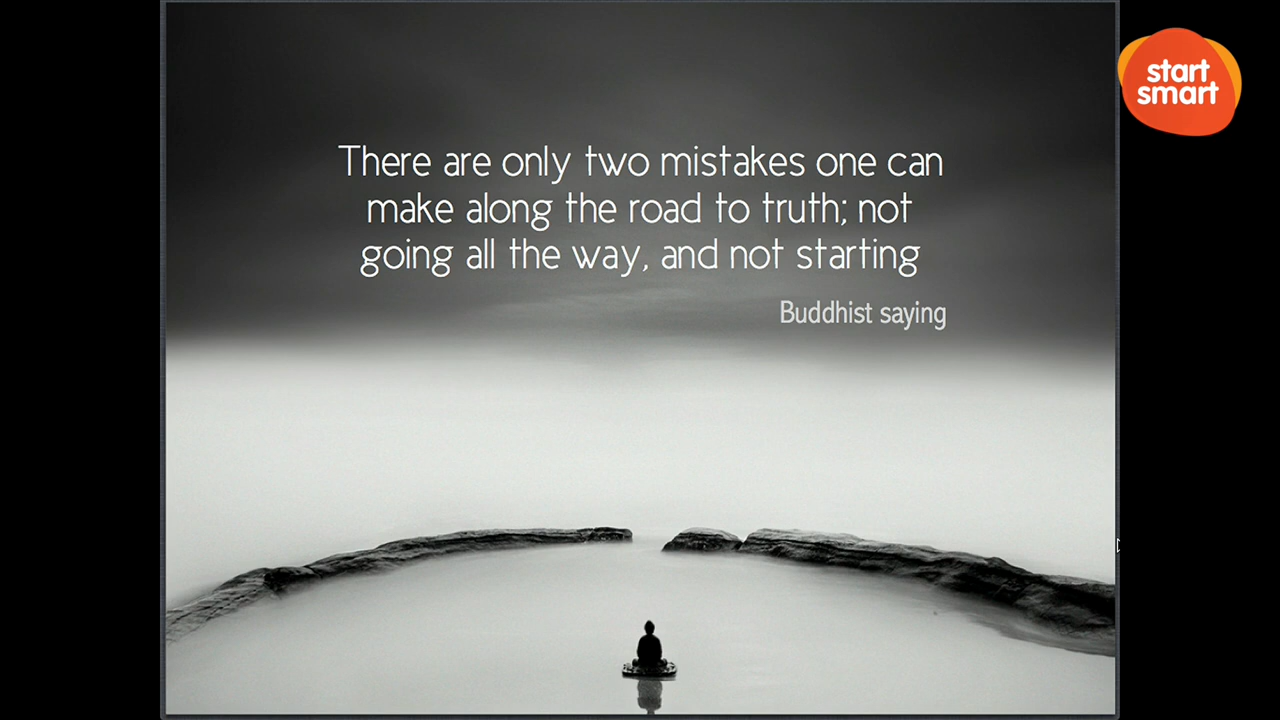 There are only two mistakes one can
make along the road to truth; not
going all the way, and not starting
Buddhist saying
start
smart